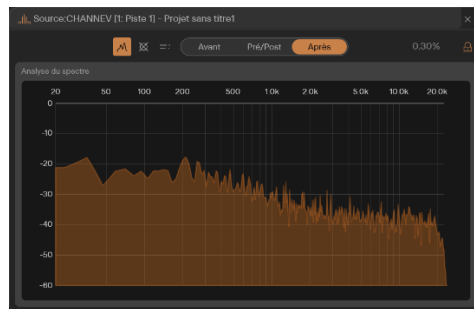 Source:CHANNEV [1: Piste 1] - Projet sans titre1
Avant Pré/Post Après 0.30%
Analyse du spectre
20 50 100 200 500 1.0k 2.0k 5.0k 10.0k 20.0k
0
-10
-20
-30
-40
-50
-60